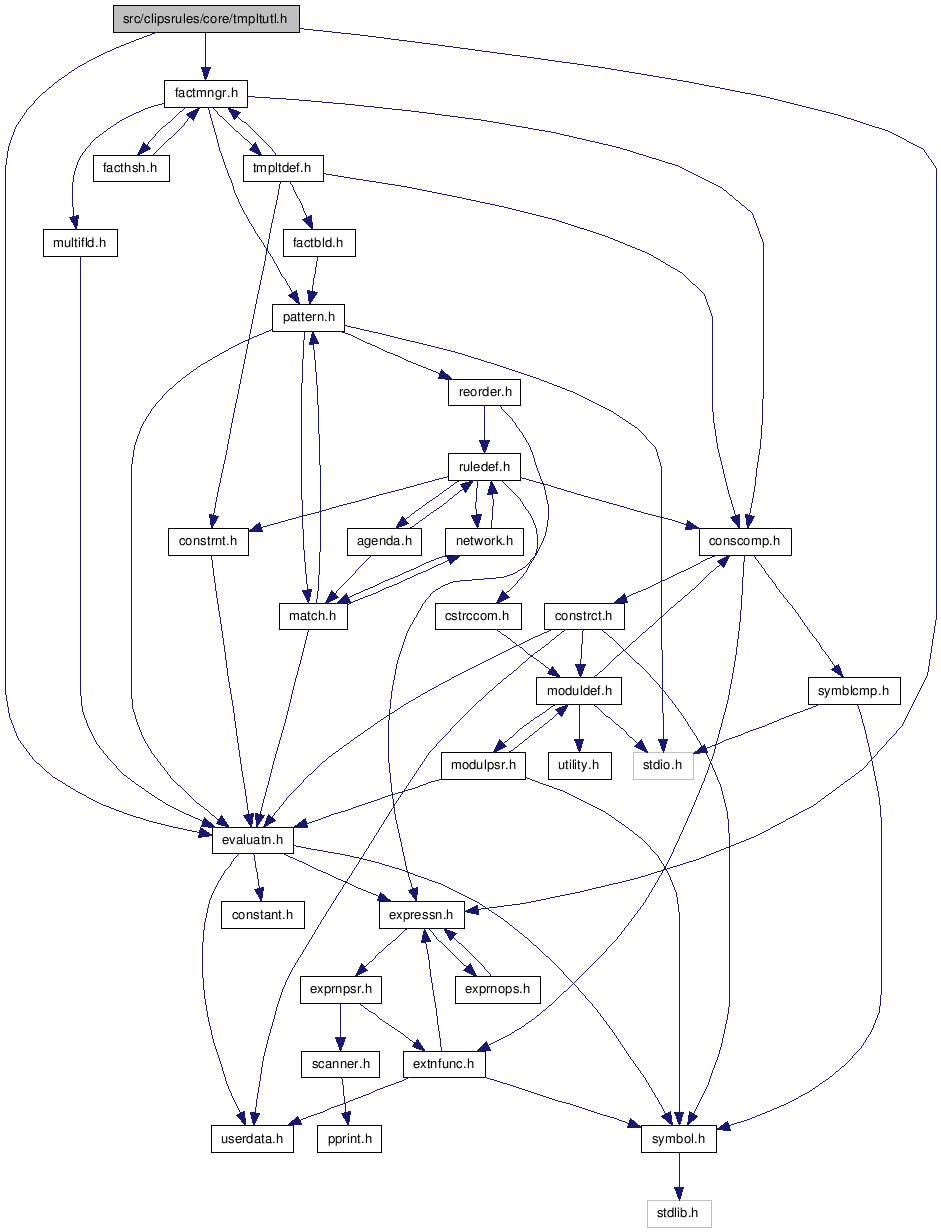 src/clipsrules/core/tmpltutl.h
factmngr.h
facthsh.h
tmpltdef.h
multifld.h
factbld.h
pattern.h
reorder.h
ruledef.h
constrnt.h
agenda.h
network.h
conscomp.h
match.h
cstrccom.h
constrct.h
moduldef.h
symblcmp.h
modulpsr.h
utility.h
stdio.h
evaluatn.h
constant.h
expressn.h
exprnpsr.h
exprnops.h
scanner.h
extnfunc.h
userdata.h
pprint.h
symbol.h
stdlib.h